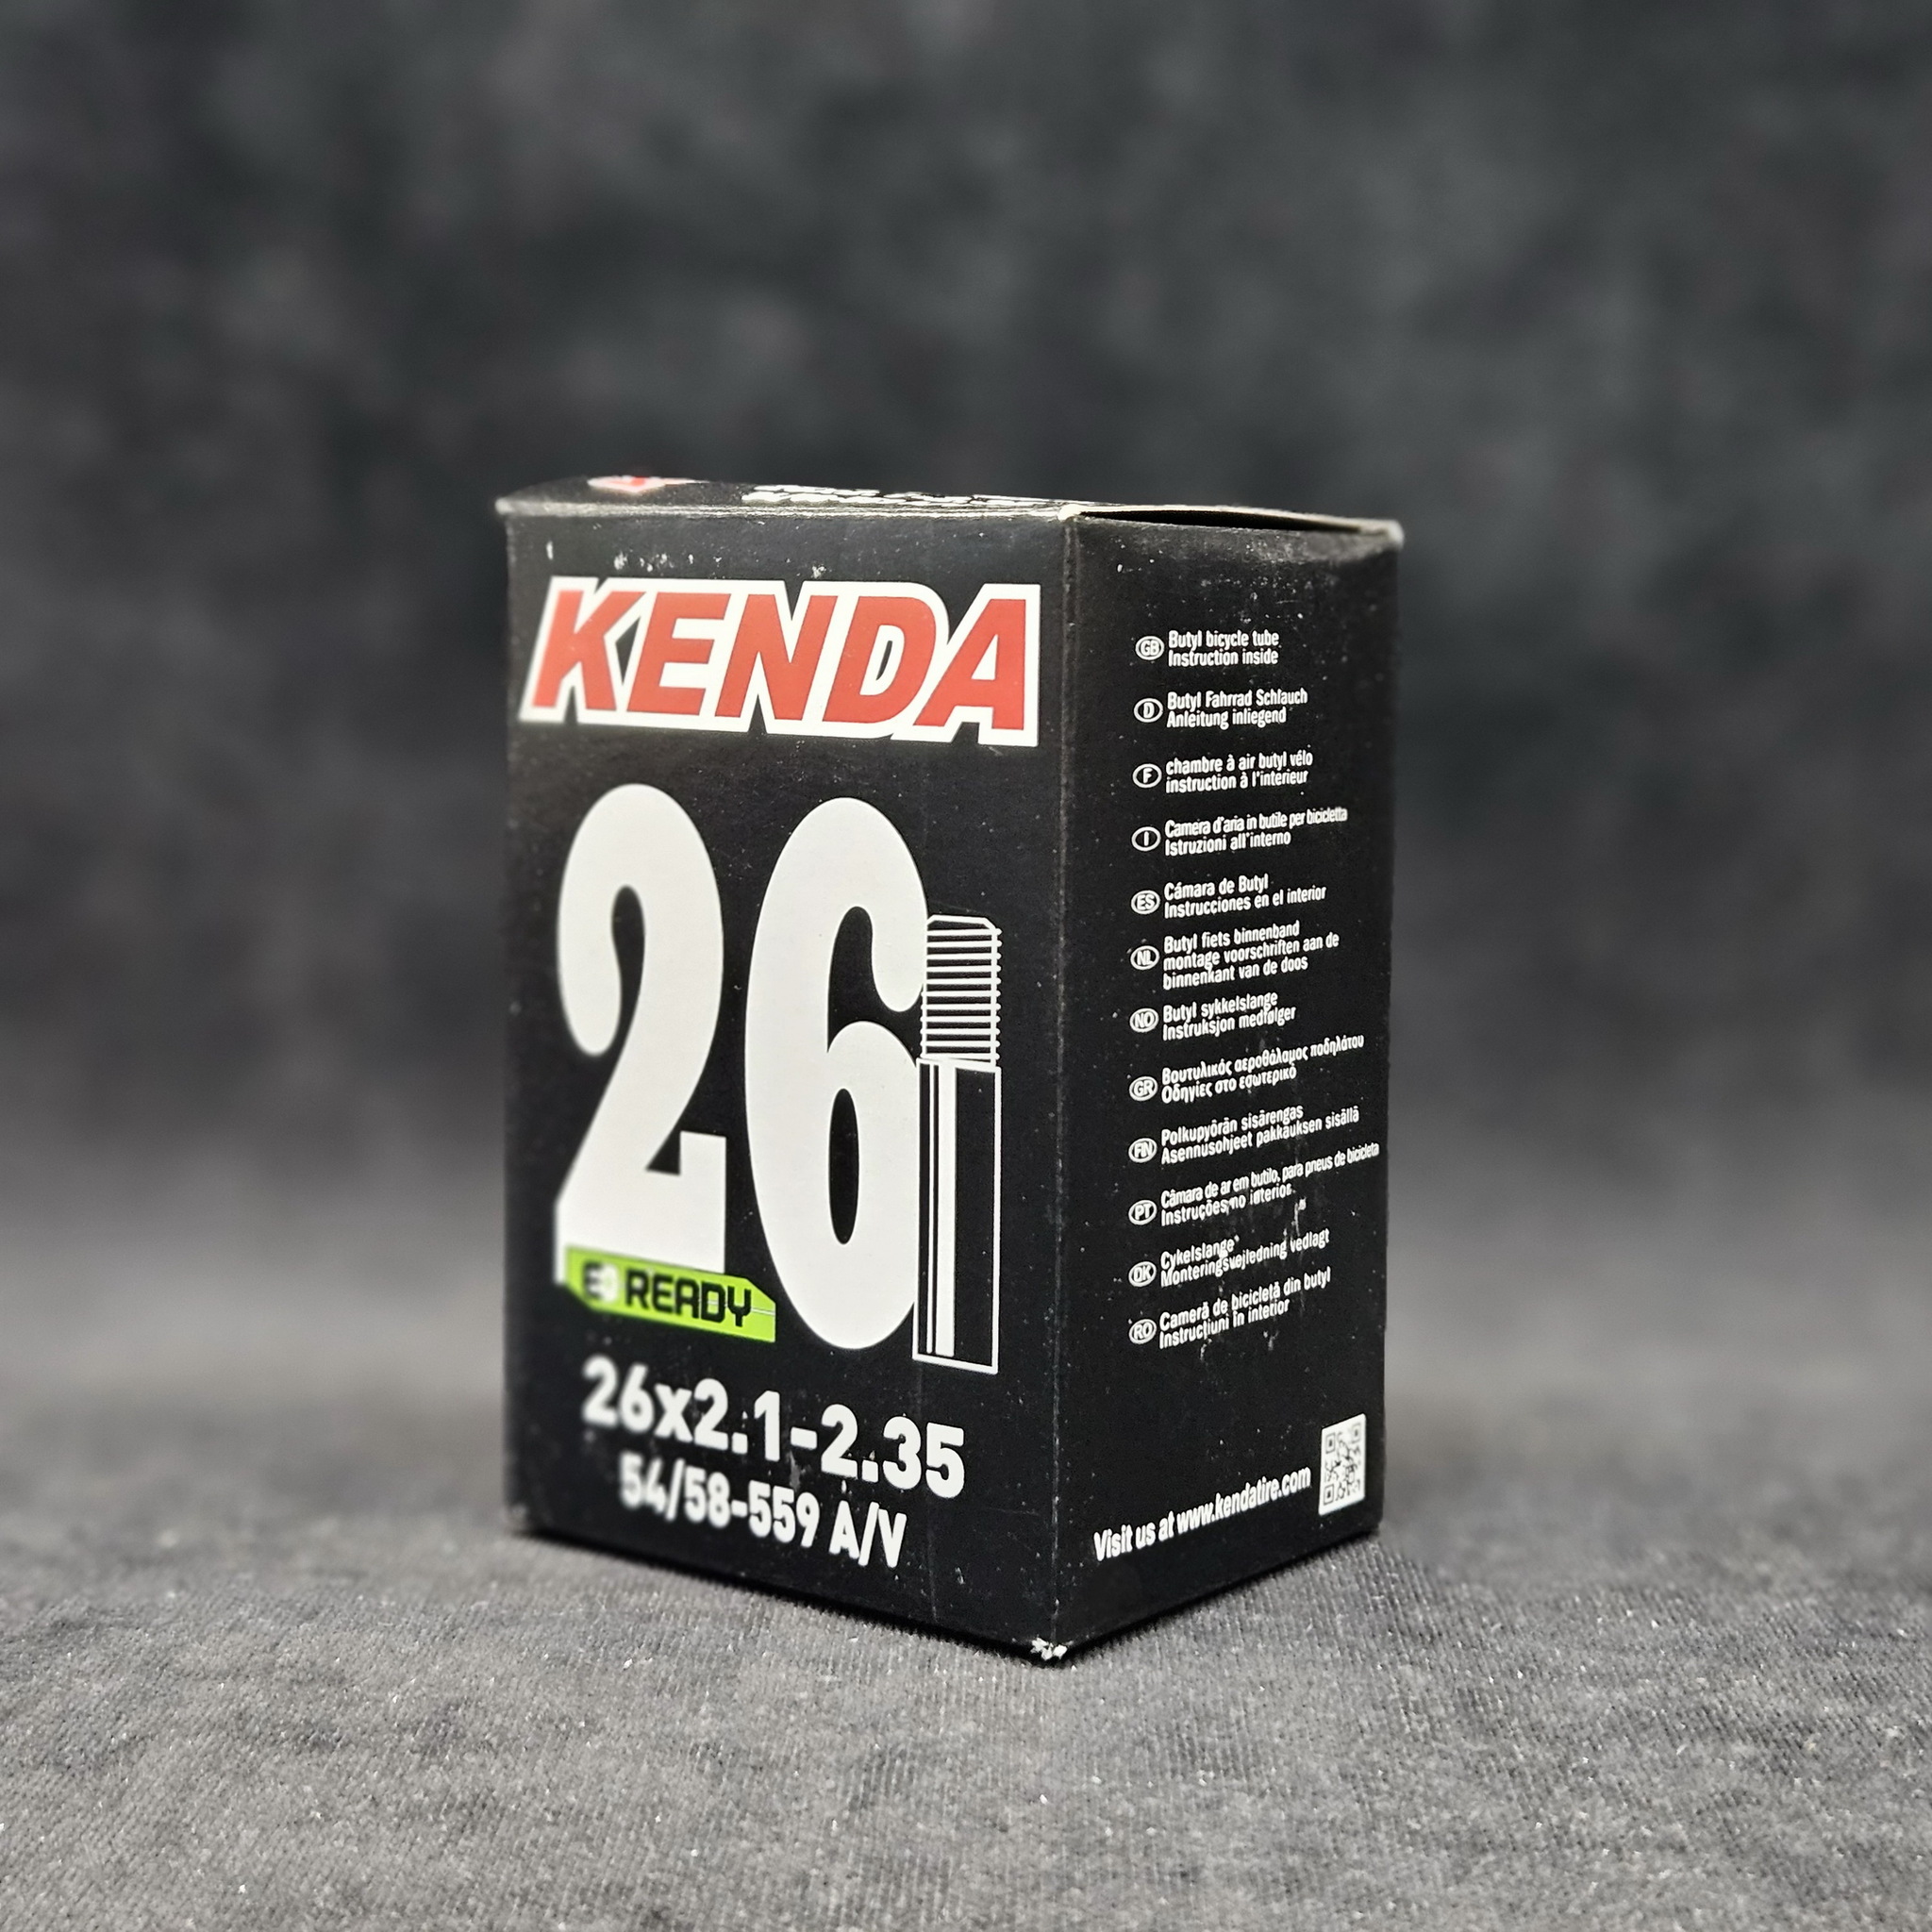 KENDA
26
READY
26x2.1-2.35
54/58-559 A/V
GB Butyl bicycle tube
Instruction inside
D Butyl Fahrrad Schlauch
Anleitung inliegend
F chambre à air butyl vélo
instruction à l'interieur
I Camera d'aria in butile per bicicletta
Istruzioni all'interno
ES Cámara de Butyl
Instrucciones en el interior
NL Butyl fiets binnenband
montage voorschriften aan de
binnenkant van de doos
NO Butyl sykkelslange
Instruksjon medfølger
GR Βουτυλικός αεροθάλαμος ποδηλάτου
Οδηγίες στο εσωτερικό
FIN Polkupyörän sisärengas
Asennusohjeet pakkauksen sisällä
PT Câmara de ar em butilo, para pneus de bicicleta
Instruções no interior
DK Cykelslange
Monteringsvejledning vedlagt
RO Cameră de bicicletă din butyl
Instrucțiuni în interior
Visit us at www.kendatire.com